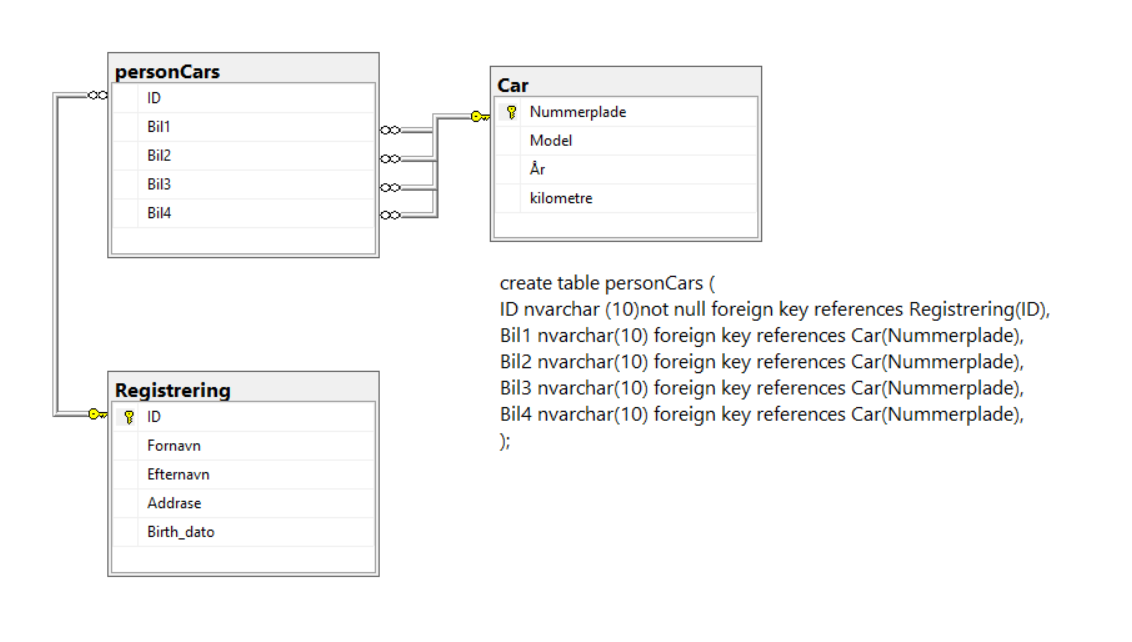 personCars
ID
Bil1
Bil2
Bil3
Bil4
Car
Nummerplade
Model
År
kilometre
create table personCars (
ID nvarchar (10)not null foreign key references Registrering(ID),
Bil1 nvarchar(10) foreign key references Car(Nummerplade),
Bil2 nvarchar(10) foreign key references Car(Nummerplade),
Bil3 nvarchar(10) foreign key references Car(Nummerplade),
Bil4 nvarchar(10) foreign key references Car(Nummerplade),
);
Registrering
ID
Fornavn
Efternavn
Addrase
Birth_dato